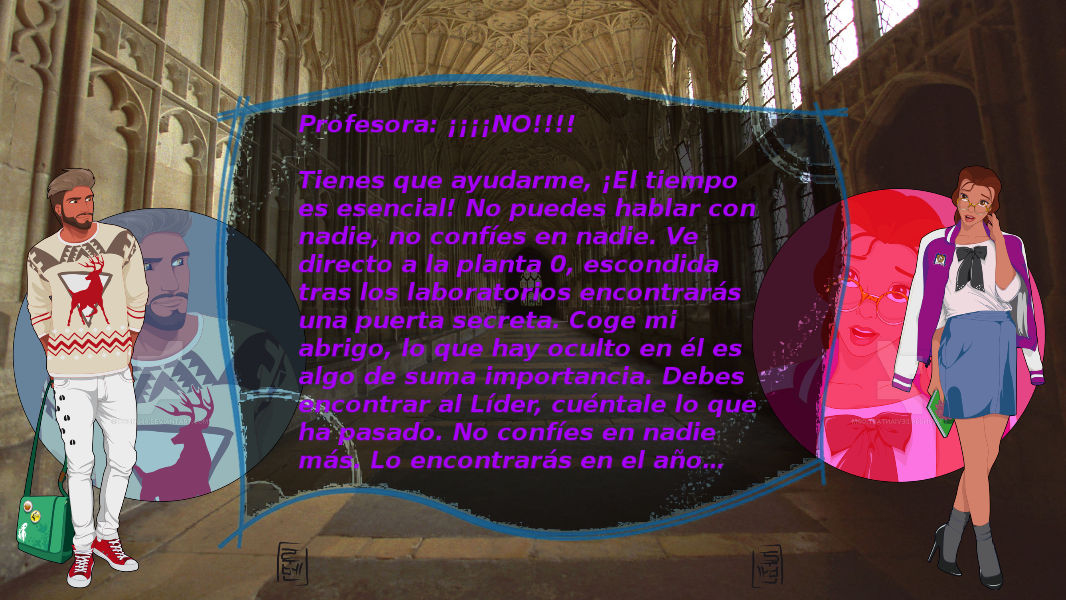 Profesora: ¡¡¡¡NO!!!!
Tienes que ayudarme, ¡El tiempo
es esencial! No puedes hablar con
nadie, no confíes en nadie. Ve
directo a la planta 0, escondida
tras los laboratorios encontrarás
una puerta secreta. Coge mi
abrigo, lo que hay oculto en él es
algo de suma importancia. Debes
encontrar al Líder, cuéntale lo que
ha pasado. No confíes en nadie
más. Lo encontrarás en el año...